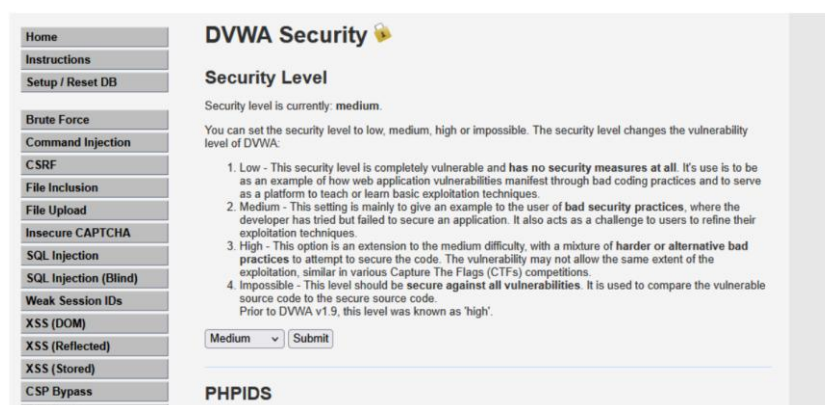 Home
Instructions
Setup / Reset DB
Brute Force
Command Injection
CSRF
File Inclusion
File Upload
Insecure CAPTCHA
SQL Injection
SQL Injection (Blind)
Weak Session IDs
XSS (DOM)
XSS (Reflected)
XSS (Stored)
CSP Bypass
DVWA Security
Security Level
Security level is currently: medium.
You can set the security level to low, medium, high or impossible. The security level changes the vulnerability
level of DVWA:
1. Low - This security level is completely vulnerable and has no security measures at all. It's use is to be
as an example of how web application vulnerabilities manifest through bad coding practices and to serve
as a platform to teach or learn basic exploitation techniques.
2. Medium - This setting is mainly to give an example to the user of bad security practices, where the
developer has tried but failed to secure an application. It also acts as a challenge to users to refine their
exploitation techniques.
3. High - This option is an extension to the medium difficulty, with a mixture of harder or alternative bad
practices to attempt to secure the code. The vulnerability may not allow the same extent of the
exploitation, similar in various Capture The Flags (CTFs) competitions.
4. Impossible - This level should be secure against all vulnerabilities. It is used to compare the vulnerable
source code to the secure source code.
Prior to DVWA v1.9, this level was known as 'high'.
Medium Submit
PHPIDS